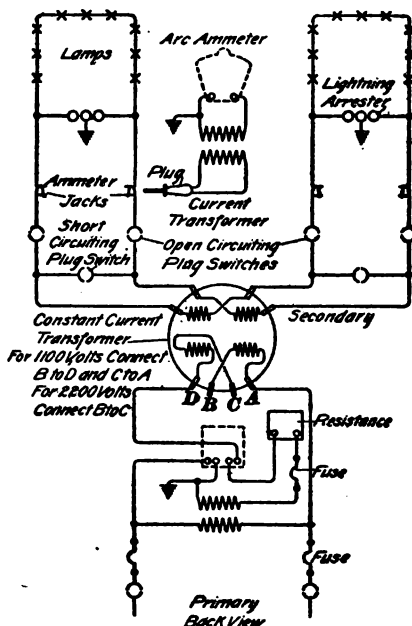 Lamps
Arc Ammeter
Lightning
Arrester
Plug
Ammeter
Jacks
Current
Transformer
Short
Circuiting
Plug Switch
Open Circuiting
Plug Switches
Constant Current
Transformer
For 1100 Volts Connect
B to D and C to A
For 2200 Volts
Connect B to C
Secondary
D B C A
Resistance
Fuse
Fuse
Primary
Back View